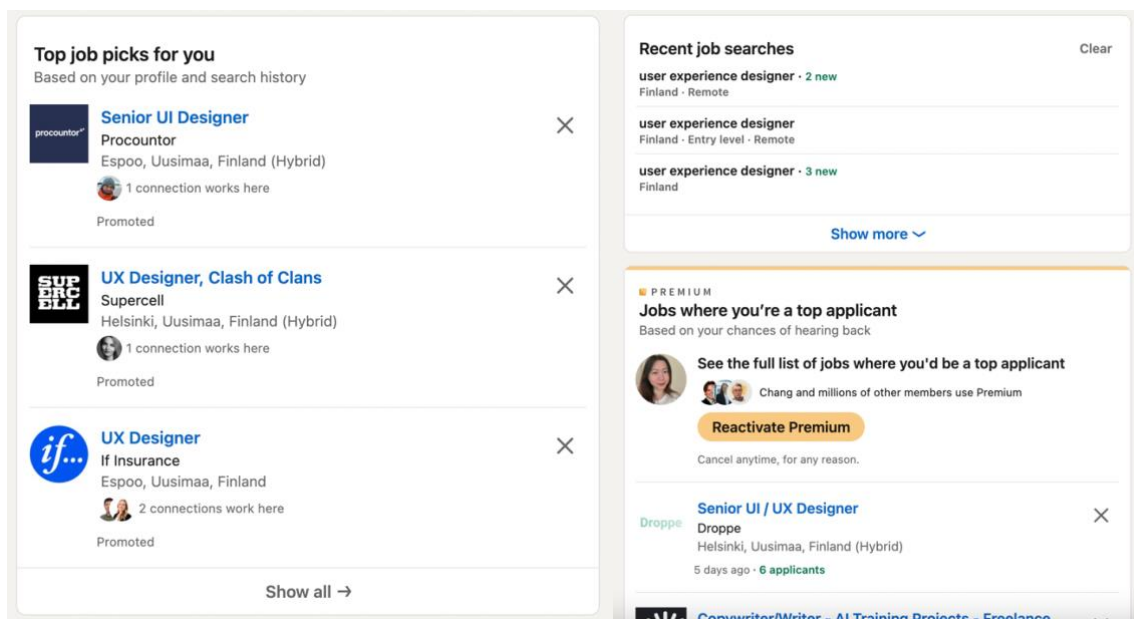 Top job picks for you
Based on your profile and search history
procountor
Senior UI Designer
Procountor
Espoo, Uusimaa, Finland (Hybrid)
1 connection works here
Promoted
SUP
ERC
ELL
UX Designer, Clash of Clans
Supercell
Helsinki, Uusimaa, Finland (Hybrid)
1 connection works here
Promoted
if...
UX Designer
If Insurance
Espoo, Uusimaa, Finland
2 connections work here
Promoted
Show all →
Recent job searches Clear
user experience designer · 2 new
Finland · Remote
user experience designer
Finland · Entry level · Remote
user experience designer · 3 new
Finland
Show more
PREMIUM
Jobs where you're a top applicant
Based on your chances of hearing back
See the full list of jobs where you'd be a top applicant
Chang and millions of other members use Premium
Reactivate Premium
Cancel anytime, for any reason.
Droppe
Senior UI / UX Designer
Droppe
Helsinki, Uusimaa, Finland (Hybrid)
5 days ago · 6 applicants
Copywriter/Writer - AI Training Projects - Freelance